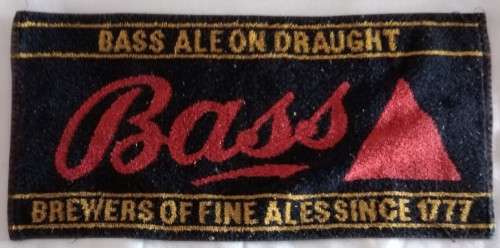 BASS ALE ON DRAUGHT
Bass
BREWERS OF FINE ALES SINCE 1777